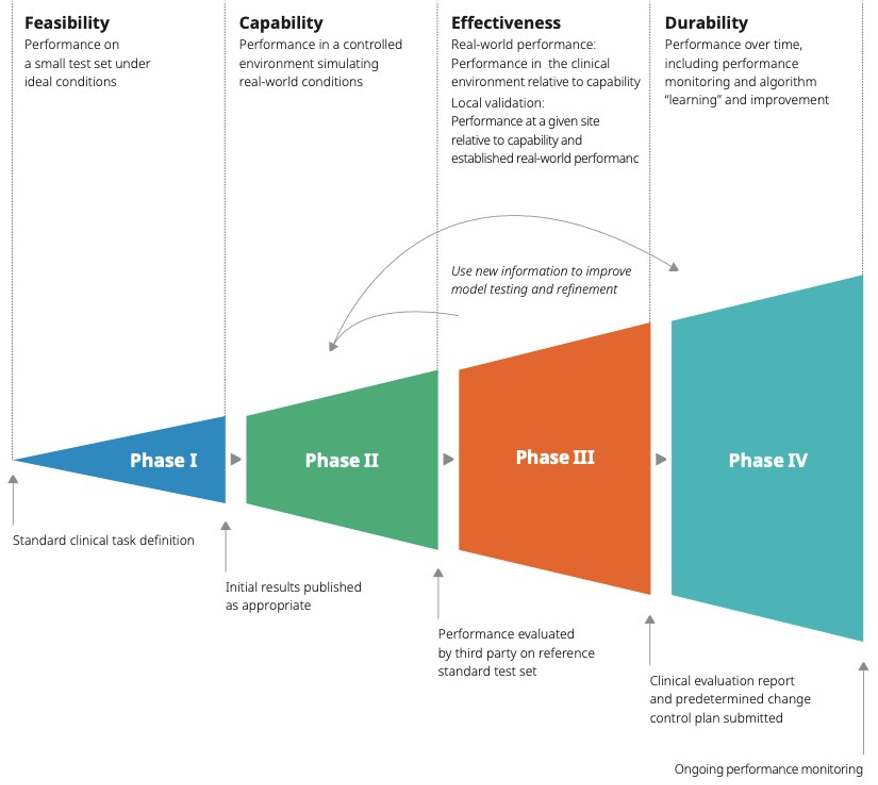 Feasibility
Performance on
a small test set under
ideal conditions
Capability
Performance in a controlled
environment simulating
real-world conditions
Effectiveness
Real-world performance:
Performance in the clinical
environment relative to capability
Local validation:
Performance at a given site
relative to capability and
established real-world performanc
Durability
Performance over time,
including performance
monitoring and algorithm
“learning” and improvement
Use new information to improve
model testing and refinement
Phase I
Phase II
Phase III
Phase IV
Standard clinical task definition
Initial results published
as appropriate
Performance evaluated
by third party on reference
standard test set
Clinical evaluation report
and predetermined change
control plan submitted
Ongoing performance monitoring